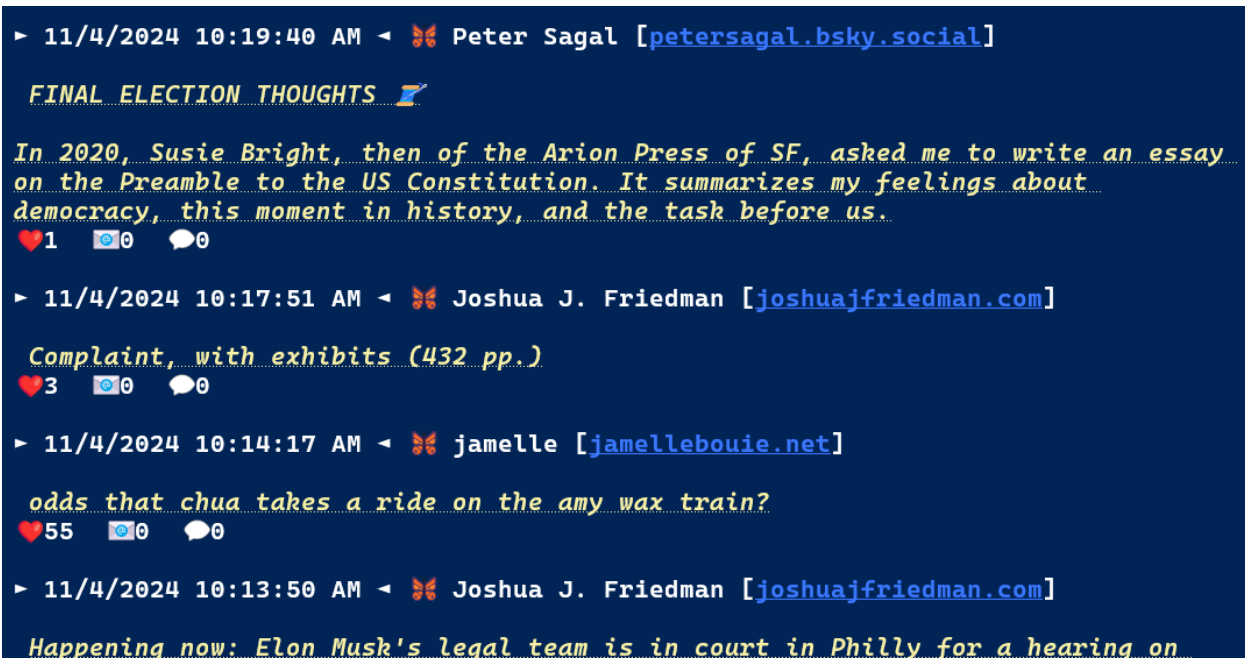 ► 11/4/2024 10:19:40 AM ◄ 🦋 Peter Sagal [petersagal.bsky.social]
FINAL ELECTION THOUGHTS 🧵
In 2020, Susie Bright, then of the Arion Press of SF, asked me to write an essay
on the Preamble to the US Constitution. It summarizes my feelings about
democracy, this moment in history, and the task before us.
❤️1 📧0 💬0
► 11/4/2024 10:17:51 AM ◄ 🦋 Joshua J. Friedman [joshuajfriedman.com]
Complaint, with exhibits (432 pp.)
❤️3 📧0 💬0
► 11/4/2024 10:14:17 AM ◄ 🦋 jamelle [jamellebouie.net]
odds that chua takes a ride on the amy wax train?
❤️55 📧0 💬0
► 11/4/2024 10:13:50 AM ◄ 🦋 Joshua J. Friedman [joshuajfriedman.com]
Happening now: Elon Musk's legal team is in court in Philly for a hearing on